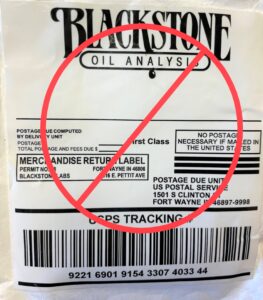 BLACKSTONE
OIL ANALYSIS
POSTAGE DUE COMPUTED
BY DELIVERY UNIT
POSTAGE
TOTAL POSTAGE AND FEES DUE $
First Class
NO POSTAGE
NECESSARY IF MAILED IN
THE UNITED STATES
MERCHANDISE RETURN LABEL
PERMIT NO
FORT WAYNE IN 46806
BLACKSTONE LABS
E. PETTIT AVE
POSTAGE DUE UNIT
US POSTAL SERVICE
1501 S CLINTON
FORT WAYNE IN 46897-9998
USPS TRACKING
9221 6901 9154 3307 4033 44